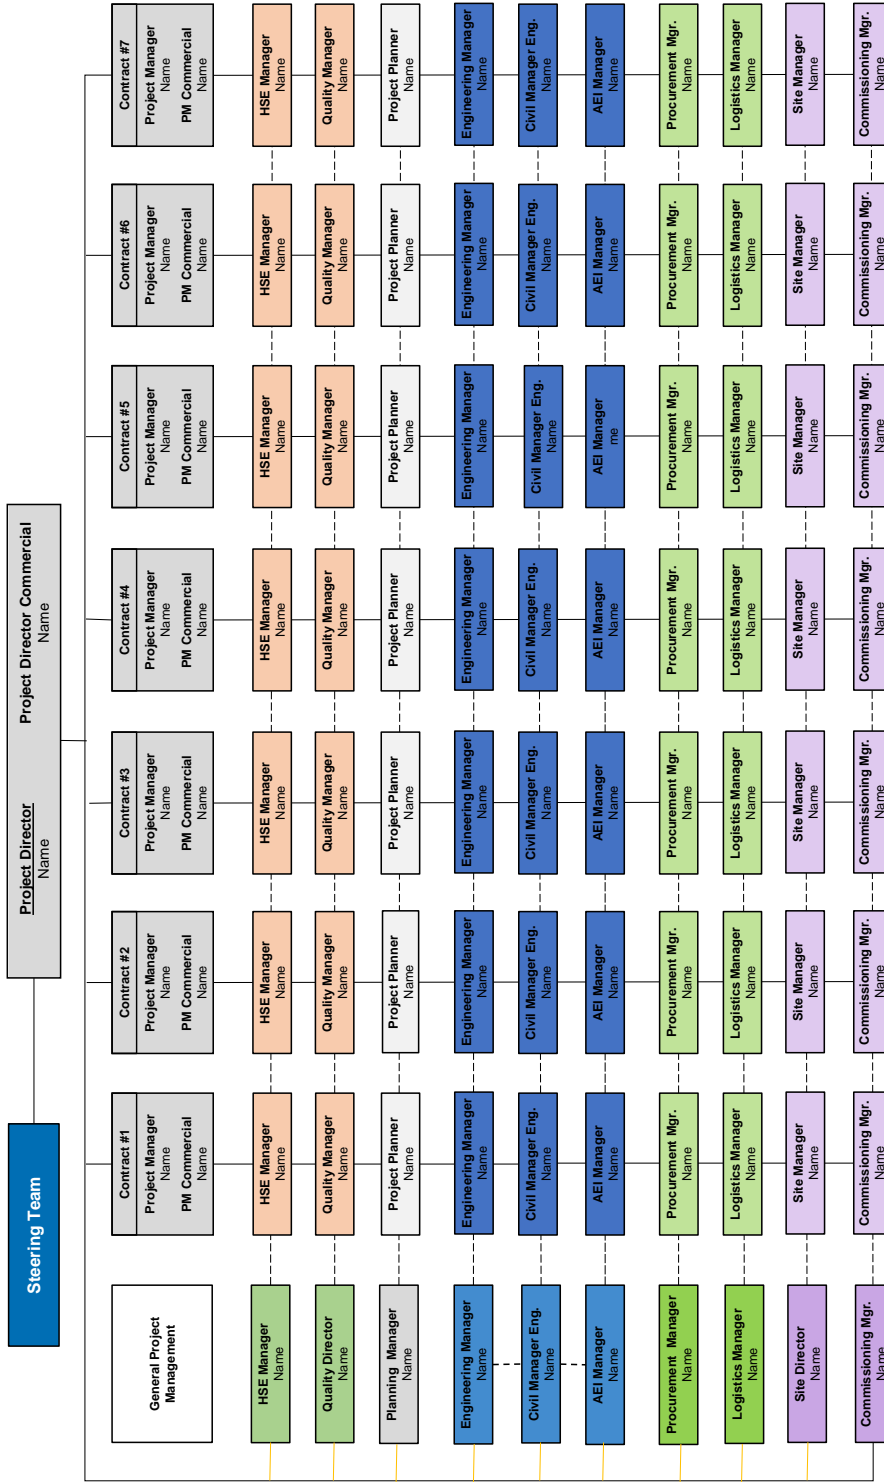 Steering Team
Project Director
Name
Project Director Commercial
Name
General Project
Management
Contract #1
Project Manager
Name
PM Commercial
Name
Contract #2
Project Manager
Name
PM Commercial
Name
Contract #3
Project Manager
Name
PM Commercial
Name
Contract #4
Project Manager
Name
PM Commercial
Name
Contract #5
Project Manager
Name
PM Commercial
Name
Contract #6
Project Manager
Name
PM Commercial
Name
Contract #7
Project Manager
Name
PM Commercial
Name
HSE Manager
Name
HSE Manager
Name
HSE Manager
Name
HSE Manager
Name
HSE Manager
Name
HSE Manager
Name
HSE Manager
Name
HSE Manager
Name
Quality Director
Name
Quality Manager
Name
Quality Manager
Name
Quality Manager
Name
Quality Manager
Name
Quality Manager
Name
Quality Manager
Name
Quality Manager
Name
Planning Manager
Name
Project Planner
Name
Project Planner
Name
Project Planner
Name
Project Planner
Name
Project Planner
Name
Project Planner
Name
Project Planner
Name
Engineering Manager
Name
Engineering Manager
Name
Engineering Manager
Name
Engineering Manager
Name
Engineering Manager
Name
Engineering Manager
Name
Engineering Manager
Name
Engineering Manager
Name
Civil Manager Eng.
Name
Civil Manager Eng.
Name
Civil Manager Eng.
Name
Civil Manager Eng.
Name
Civil Manager Eng.
Name
Civil Manager Eng.
Name
Civil Manager Eng.
Name
Civil Manager Eng.
Name
AEI Manager
Name
AEI Manager
Name
AEI Manager
Name
AEI Manager
Name
AEI Manager
Name
AEI Manager
me
AEI Manager
Name
AEI Manager
Name
Procurement Manager
Name
Procurement Mgr.
Name
Procurement Mgr.
Name
Procurement Mgr.
Name
Procurement Mgr.
Name
Procurement Mgr.
Name
Procurement Mgr.
Name
Procurement Mgr.
Name
Logistics Manager
Name
Logistics Manager
Name
Logistics Manager
Name
Logistics Manager
Name
Logistics Manager
Name
Logistics Manager
Name
Logistics Manager
Name
Logistics Manager
Name
Site Director
Name
Site Manager
Name
Site Manager
Name
Site Manager
Name
Site Manager
Name
Site Manager
Name
Site Manager
Name
Site Manager
Name
Commissioning Mgr.
Name
Commissioning Mgr.
Name
Commissioning Mgr.
Name
Commissioning Mgr.
Name
Commissioning Mgr.
Name
Commissioning Mgr.
Name
Commissioning Mgr.
Name
Commissioning Mgr.
Name